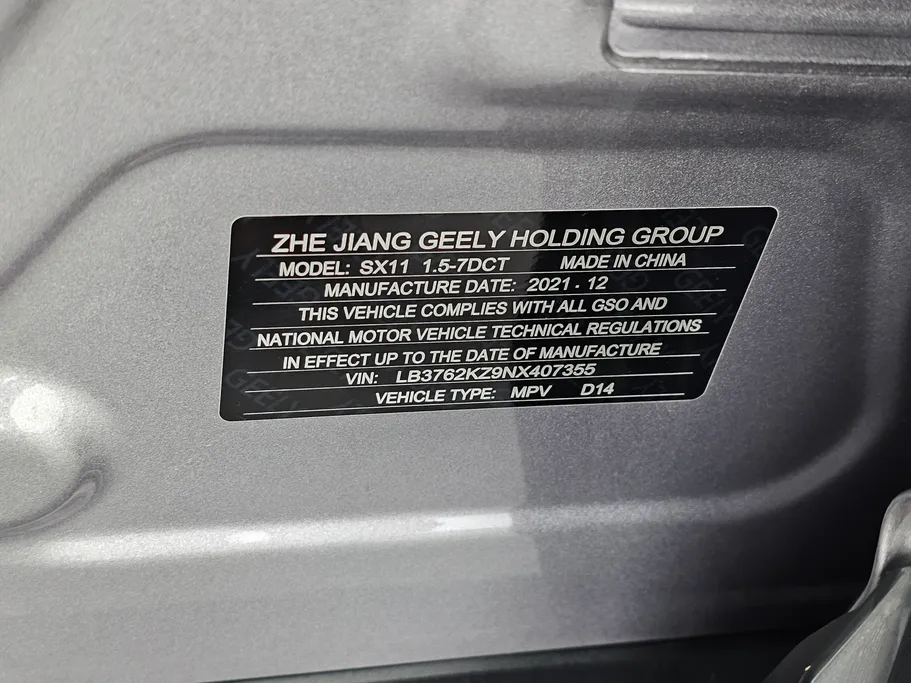 ZHE JIANG GEELY HOLDING GROUP
MODEL: SX11 1.5-7DCT MADE IN CHINA
MANUFACTURE DATE: 2021.12
THIS VEHICLE COMPLIES WITH ALL GSO AND
NATIONAL MOTOR VEHICLE TECHNICAL REGULATIONS
IN EFFECT UP TO THE DATE OF MANUFACTURE
VIN: LB3762KZ9NX407355
VEHICLE TYPE: MPV D14